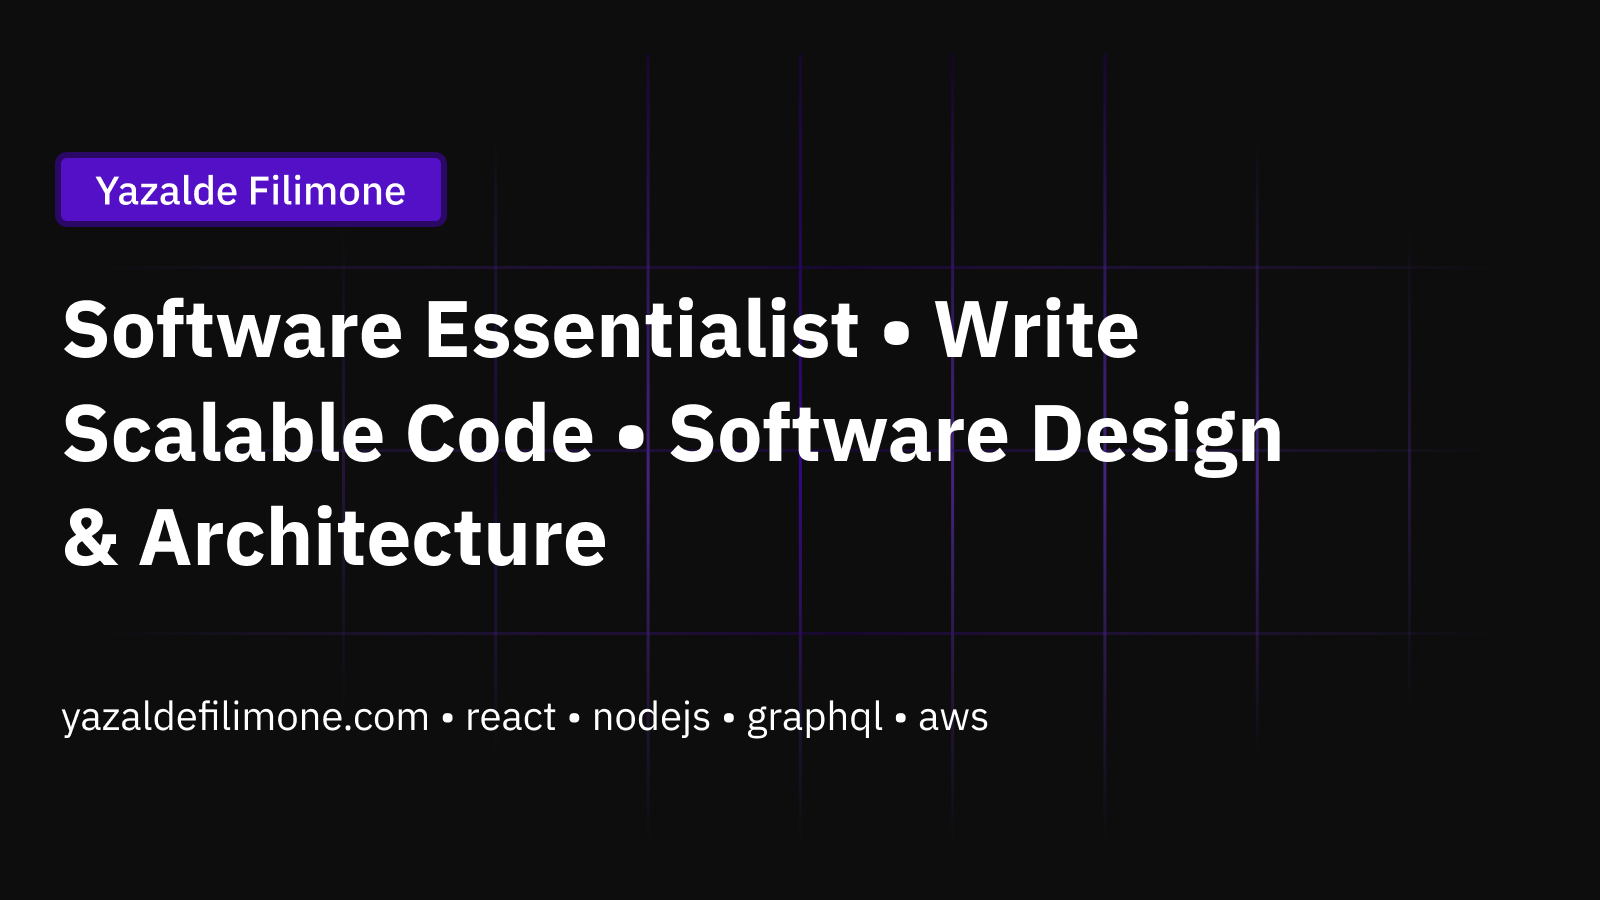 Yazalde Filimone
Software Essentialist • Write
Scalable Code • Software Design
& Architecture
yazaldefilimone.com • react • nodejs • graphql • aws